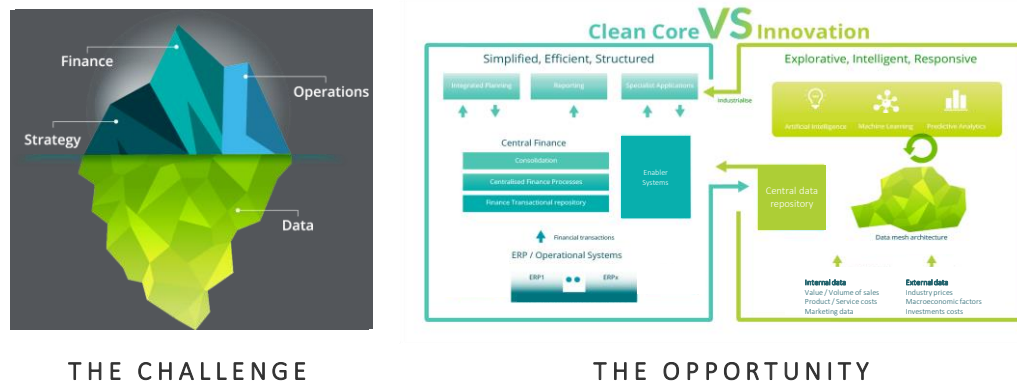 Finance
Operations
Strategy
Data
THE CHALLENGE
Clean Core VS Innovation
Simplified, Efficient, Structured
Integrated Planning
Reporting
Specialist Applications
Central Finance
Consolidation
Centralised Finance Processes
Finance Transactional repository
Enabler
Systems
Financial transactions
ERP / Operational Systems
ERP1
ERPx
Industrialise
Explorative, Intelligent, Responsive
Artificial Intelligence
Machine Learning
Predictive Analytics
Central data
repository
Data mesh architecture
Internal data
Value / Volume of sales
Product / Service costs
Marketing data
External data
Industry prices
Macroeconomic factors
Investments costs
THE OPPORTUNITY